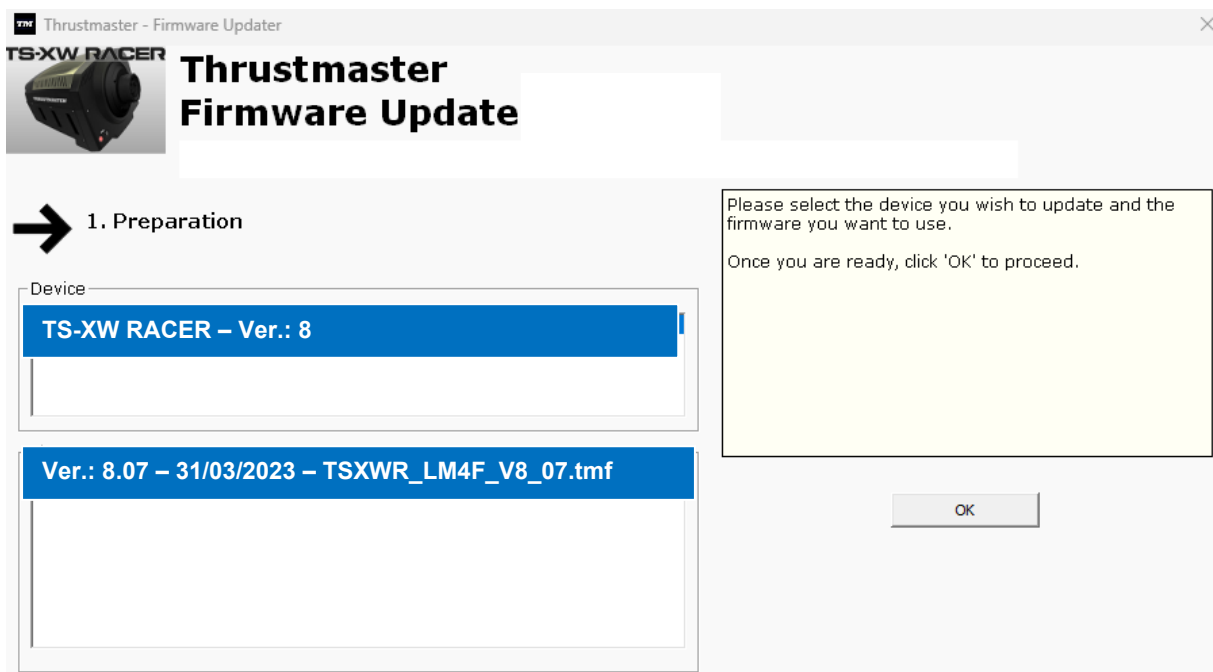 Thrustmaster - Firmware Updater
TS-XW RACER
Thrustmaster
Firmware Update
1. Preparation
Please select the device you wish to update and the
firmware you want to use.
Once you are ready, click 'OK' to proceed.
Device
TS-XW RACER – Ver.: 8
Ver.: 8.07 – 31/03/2023 – TSXWR_LM4F_V8_07.tmf
OK